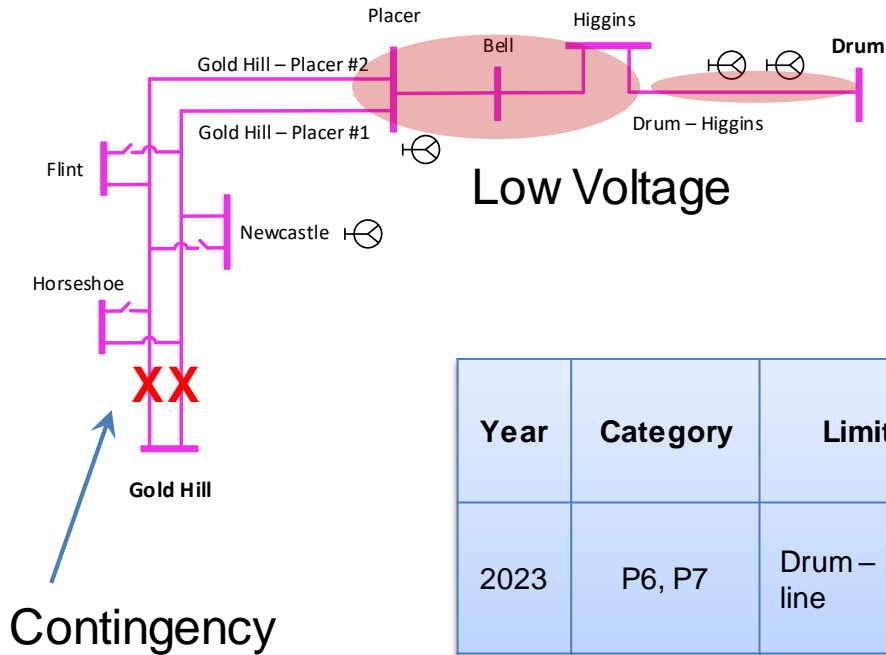 Placer
Higgins
Bell
Drum
Gold Hill – Placer #2
Gold Hill – Placer #1
Drum – Higgins
Flint
Low Voltage
Newcastle
Horseshoe
X X
Gold Hill
Contingency
Year
Category
2023
P6, P7
Drum –
line